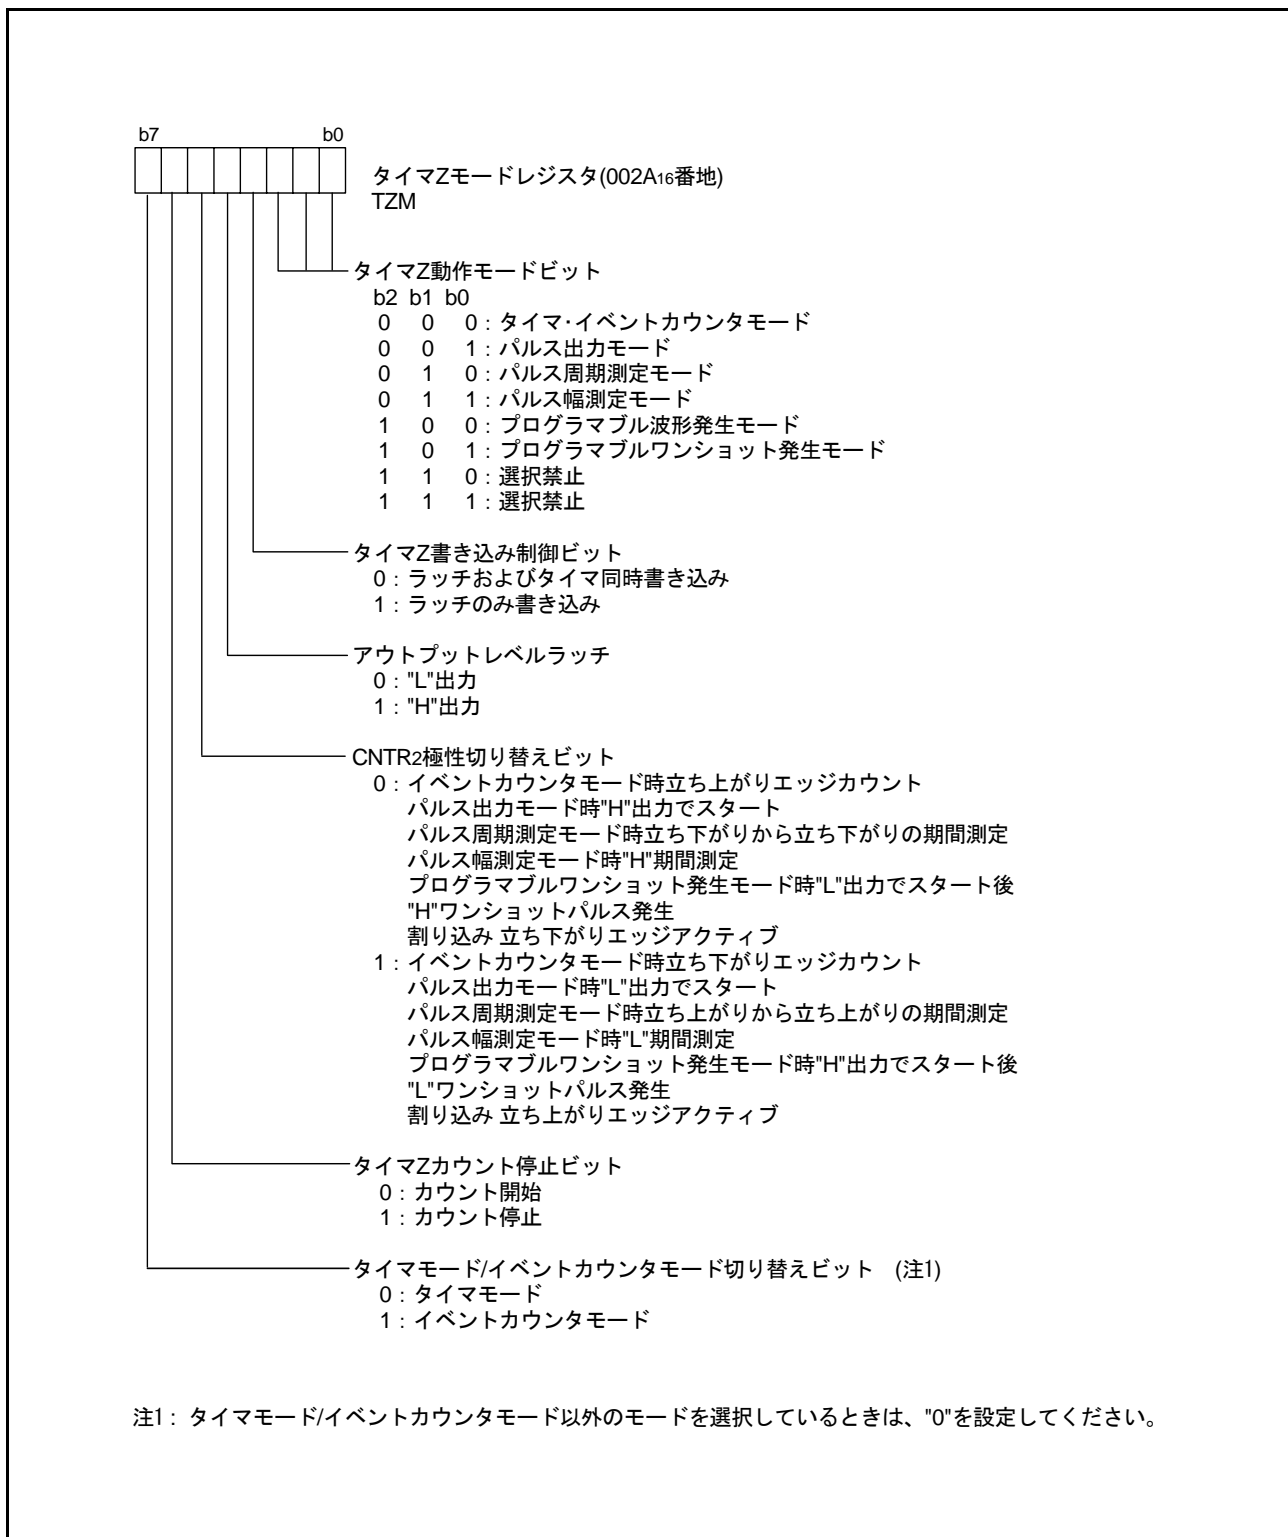 b7 b0
タイマZモードレジスタ(002A16番地)
TZM
タイマZ動作モードビット
b2 b1 b0
0 0 0 : タイマ･イベントカウンタモード
0 0 1 : パルス出力モード
0 1 0 : パルス周期測定モード
0 1 1 : パルス幅測定モード
1 0 0 : プログラマブル波形発生モード
1 0 1 : プログラマブルワンショット発生モード
1 1 0 : 選択禁止
1 1 1 : 選択禁止
タイマZ書き込み制御ビット
0 : ラッチおよびタイマ同時書き込み
1 : ラッチのみ書き込み
アウトプットレベルラッチ
0 : "L"出力
1 : "H"出力
CNTR2極性切り替えビット
0 : イベントカウンタモード時立ち上がりエッジカウント
パルス出力モード時"H"出力でスタート
パルス周期測定モード時立ち下がりから立ち下がりの期間測定
パルス幅測定モード時"H"期間測定
プログラマブルワンショット発生モード時"L"出力でスタート後
"H"ワンショットパルス発生
割り込み 立ち下がりエッジアクティブ
1 : イベントカウンタモード時立ち下がりエッジカウント
パルス出力モード時"L"出力でスタート
パルス周期測定モード時立ち上がりから立ち上がりの期間測定
パルス幅測定モード時"L"期間測定
プログラマブルワンショット発生モード時"H"出力でスタート後
"L"ワンショットパルス発生
割り込み 立ち上がりエッジアクティブ
タイマZカウント停止ビット
0 : カウント開始
1 : カウント停止
タイマモード/イベントカウンタモード切り替えビット (注1)
0 : タイマモード
1 : イベントカウンタモード
注1 : タイマモード/イベントカウンタモード以外のモードを選択しているときは、"0"を設定してください。